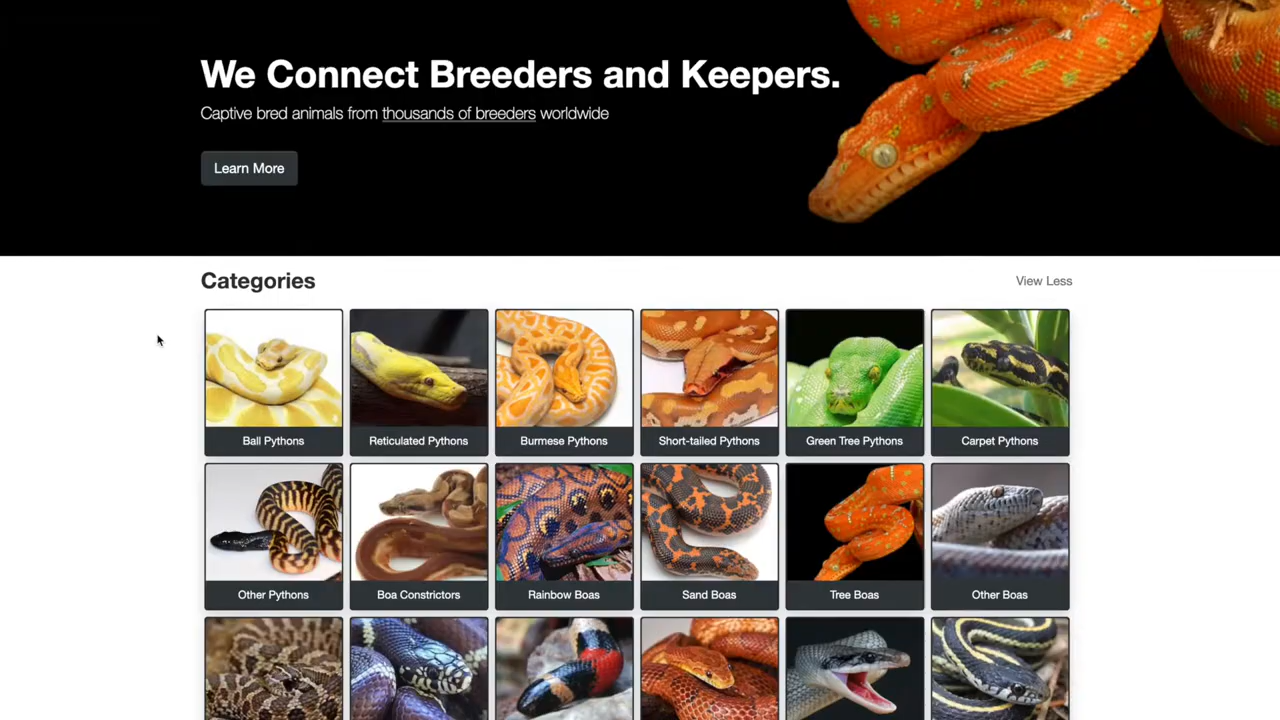 We Connect Breeders and Keepers.
Captive bred animals from thousands of breeders worldwide
Learn More
Categories
View Less
Ball Pythons
Reticulated Pythons
Burmese Pythons
Short-tailed Pythons
Green Tree Pythons
Carpet Pythons
Other Pythons
Boa Constrictors
Rainbow Boas
Sand Boas
Tree Boas
Other Boas